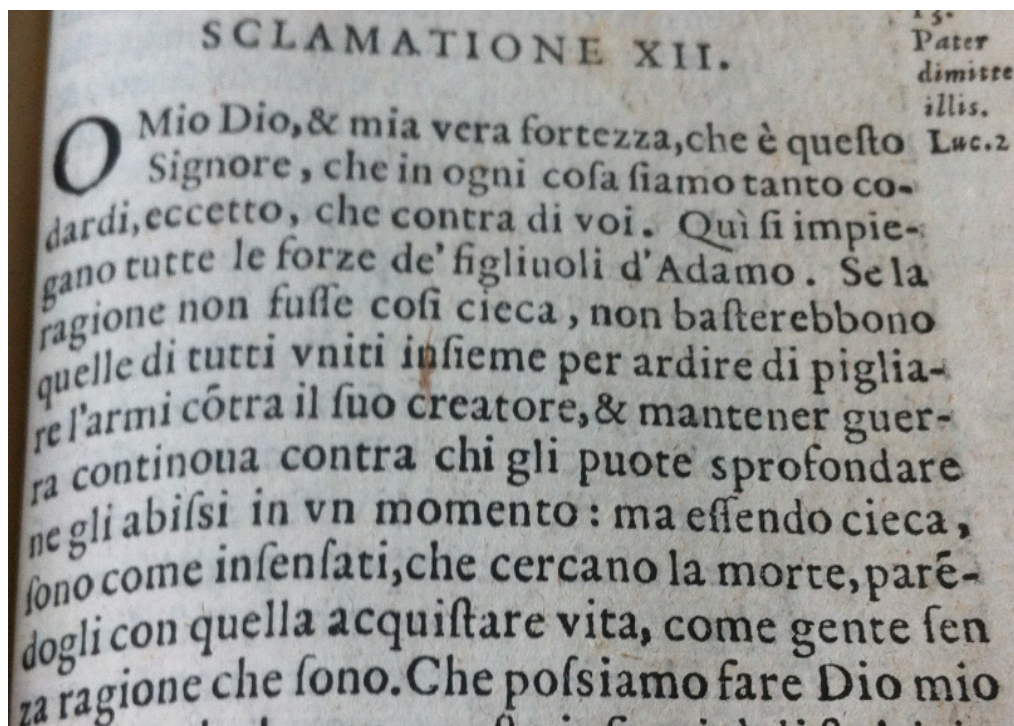 SCLAMATIONE XII.
O Mio Dio, & mia vera fortezza, che è queſto
Signore, che in ogni coſa ſiamo tanto co-
dardi, eccetto, che contra di voi. Quì ſi impie-
gano tutte le forze de' figliuoli d'Adamo. Se la
ragione non fuſſe coſi cieca, non baſterebbono
quelle di tutti vniti inſieme per ardire di piglia-
re l'armi cõtra il ſuo creatore, & mantener guer-
ra continoua contra chi gli puote sprofondare
ne gli abiſsi in vn momento: ma eſſendo cieca,
ſono come inſenſati, che cercano la morte, parẽ-
dogli con quella acquiſtare vita, come gente ſen
za ragione che ſono. Che poſsiamo fare Dio mio
15.
Pater
dimitte
illis.
Luc. 2